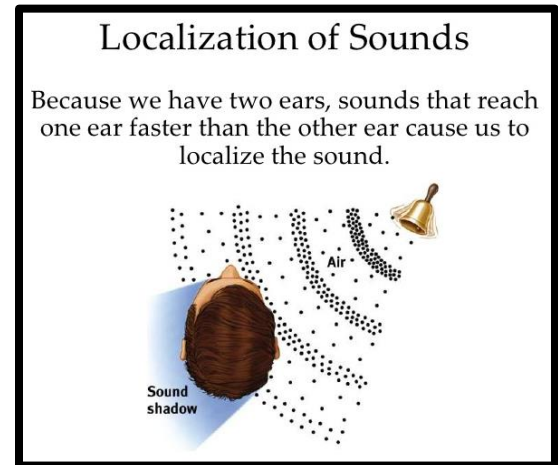 Localization of Sounds
Because we have two ears, sounds that reach
one ear faster than the other ear cause us to
localize the sound.
Air
Sound
shadow